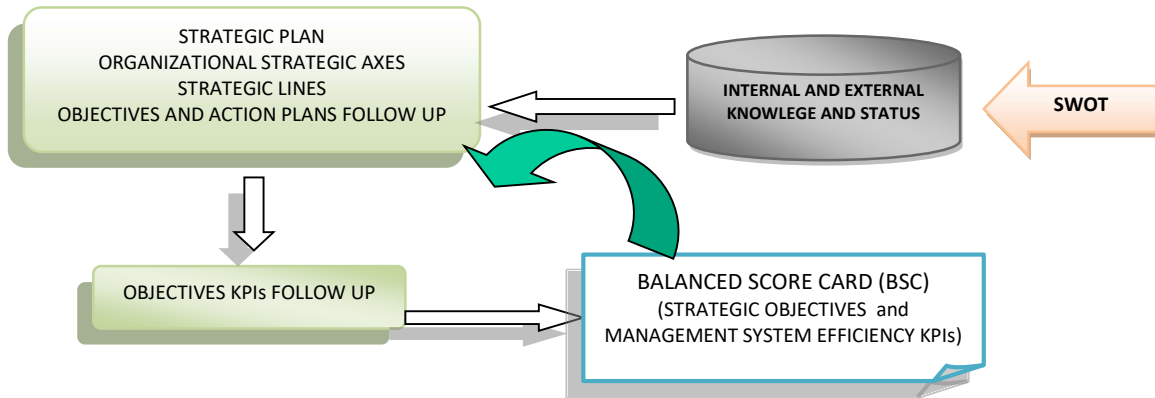 STRATEGIC PLAN
ORGANIZATIONAL STRATEGIC AXES
STRATEGIC LINES
OBJECTIVES AND ACTION PLANS FOLLOW UP
INTERNAL AND EXTERNAL
KNOWLEGE AND STATUS
SWOT
OBJECTIVES KPIs FOLLOW UP
BALANCED SCORE CARD (BSC)
(STRATEGIC OBJECTIVES and
MANAGEMENT SYSTEM EFFICIENCY KPIs)